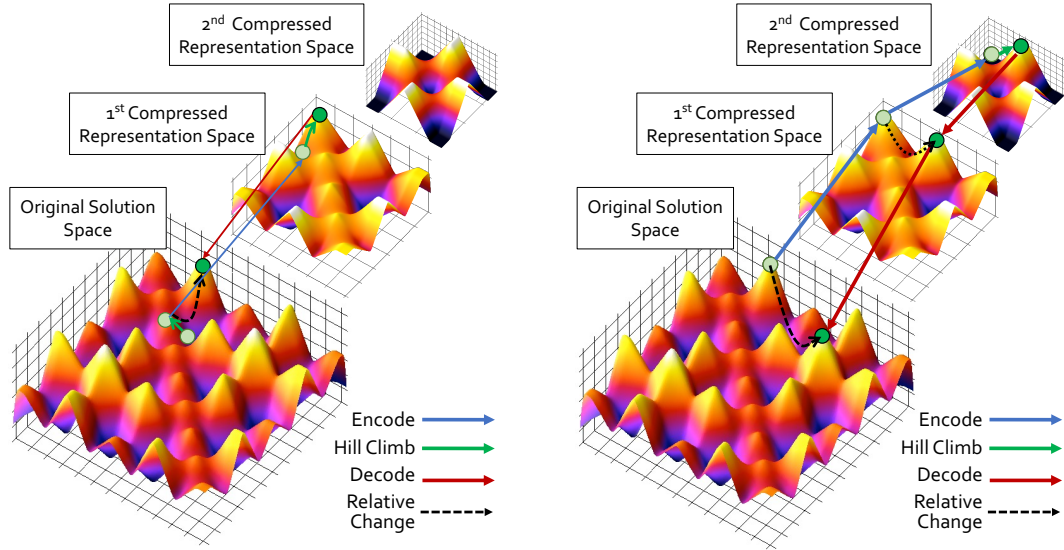 2nd Compressed
Representation Space
1st Compressed
Representation Space
Original Solution
Space
Encode
Hill Climb
Decode
Relative
Change
2nd Compressed
Representation Space
1st Compressed
Representation Space
Original Solution
Space
Encode
Hill Climb
Decode
Relative
Change